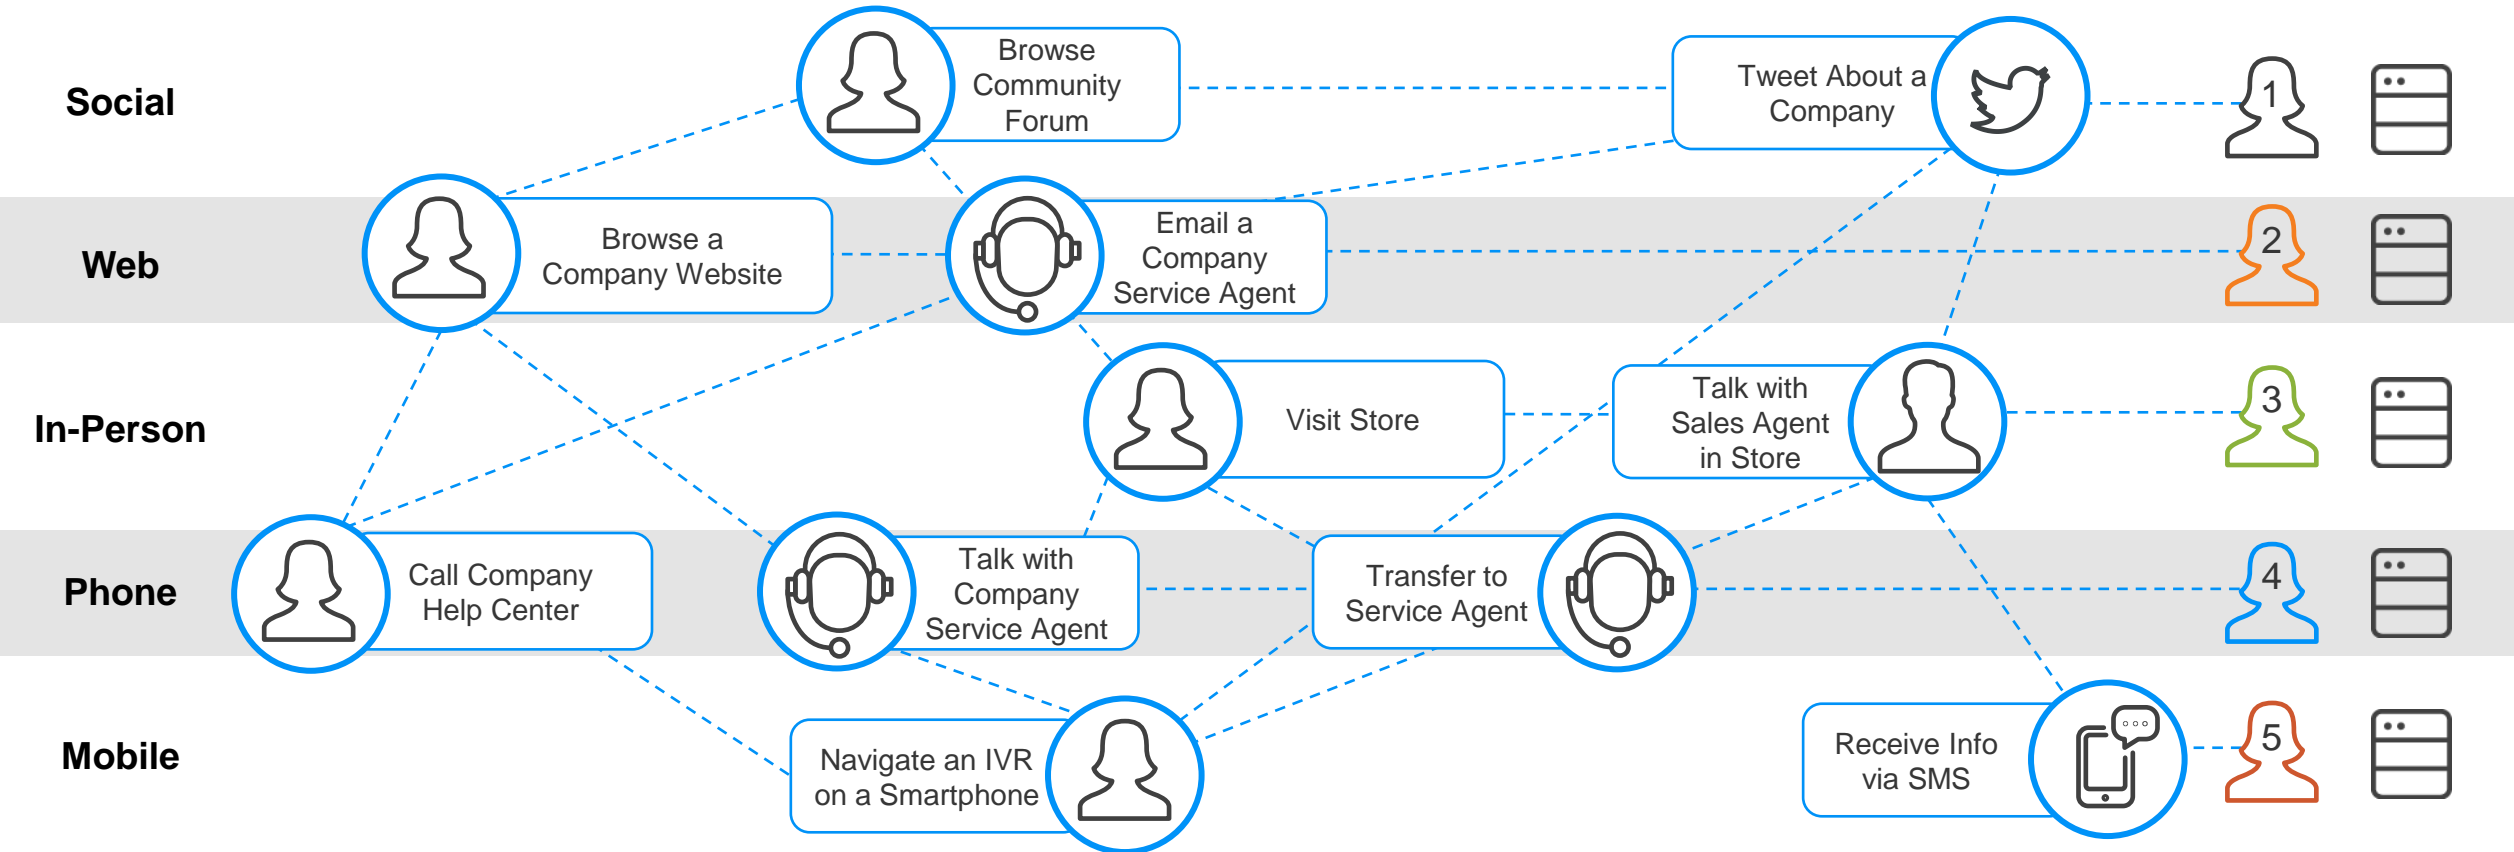 Social
Browse
Community
Forum
Tweet About a
Company
1
Web
Browse a
Company Website
Email a
Company
Service Agent
2
In-Person
Visit Store
Talk with
Sales Agent
in Store
3
Phone
Call Company
Help Center
Talk with
Company
Service Agent
Transfer to
Service Agent
4
Mobile
Navigate an IVR
on a Smartphone
Receive Info
via SMS
5